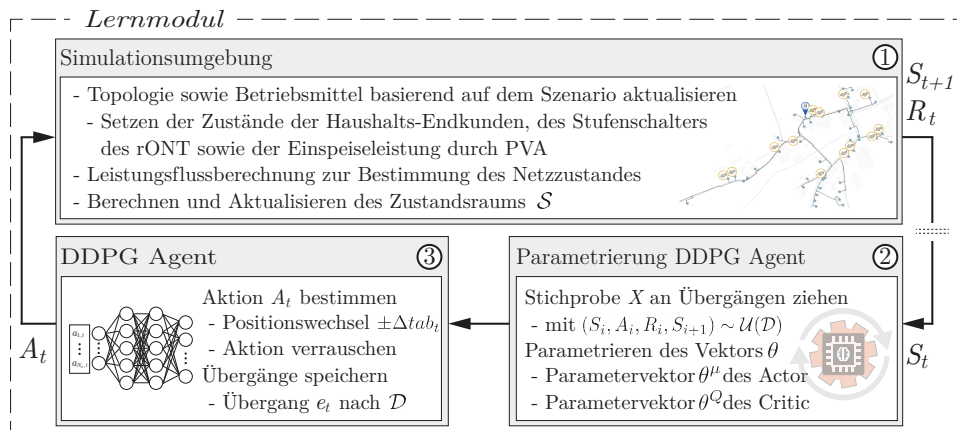 Lernmodul
Simulationsumgebung
1
- Topologie sowie Betriebsmittel basierend auf dem Szenario aktualisieren
- Setzen der Zustände der Haushalts-Endkunden, des Stufenschalters
des rONT sowie der Einspeiseleistung durch PVA
- Leistungsflussberechnung zur Bestimmung des Netzzustandes
- Berechnen und Aktualisieren des Zustandsraums 𝒮
S_{t+1}
R_t
DDPG Agent
3
Aktion A_t bestimmen
- Positionswechsel ±Δtab_t
- Aktion verrauschen
Übergänge speichern
- Übergang e_t nach 𝒟
A_t
Parametrierung DDPG Agent
2
Stichprobe X an Übergängen ziehen
- mit (S_i, A_i, R_i, S_{i+1}) ~ 𝒰(𝒟)
Parametrieren des Vektors θ
- Parametervektor θ^μ des Actor
- Parametervektor θ^Q des Critic
S_t